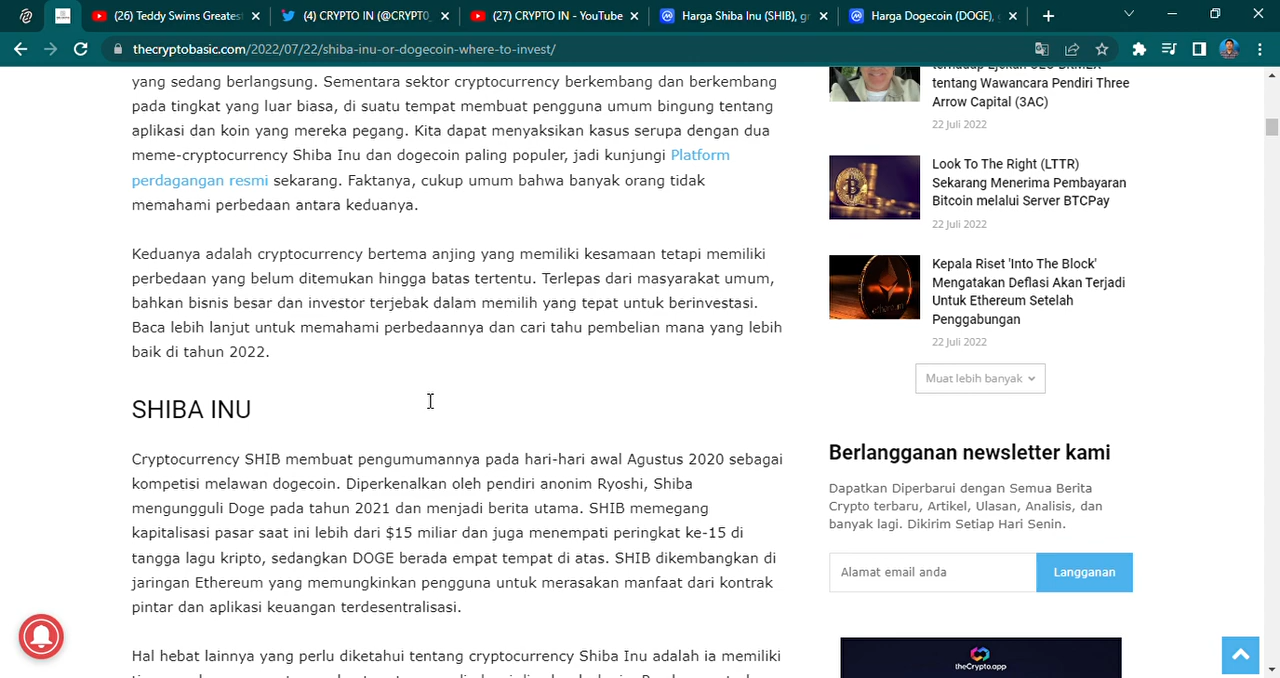 (26) Teddy Swims Greatest
(4) CRYPTO IN (@CRYPTO_
(27) CRYPTO IN - YouTube
Harga Shiba Inu (SHIB), gr
Harga Dogecoin (DOGE), g
thecryptobasic.com/2022/07/22/shiba-inu-or-dogecoin-where-to-invest/
yang sedang berlangsung. Sementara sektor cryptocurrency berkembang dan berkembang
pada tingkat yang luar biasa, di suatu tempat membuat pengguna umum bingung tentang
aplikasi dan koin yang mereka pegang. Kita dapat menyaksikan kasus serupa dengan dua
meme-cryptocurrency Shiba Inu dan dogecoin paling populer, jadi kunjungi Platform
perdagangan resmi sekarang. Faktanya, cukup umum bahwa banyak orang tidak
memahami perbedaan antara keduanya.
Keduanya adalah cryptocurrency bertema anjing yang memiliki kesamaan tetapi memiliki
perbedaan yang belum ditemukan hingga batas tertentu. Terlepas dari masyarakat umum,
bahkan bisnis besar dan investor terjebak dalam memilih yang tepat untuk berinvestasi.
Baca lebih lanjut untuk memahami perbedaannya dan cari tahu pembelian mana yang lebih
baik di tahun 2022.
SHIBA INU
Cryptocurrency SHIB membuat pengumumannya pada hari-hari awal Agustus 2020 sebagai
kompetisi melawan dogecoin. Diperkenalkan oleh pendiri anonim Ryoshi, Shiba
mengungguli Doge pada tahun 2021 dan menjadi berita utama. SHIB memegang
kapitalisasi pasar saat ini lebih dari $15 miliar dan juga menempati peringkat ke-15 di
tangga lagu kripto, sedangkan DOGE berada empat tempat di atas. SHIB dikembangkan di
jaringan Ethereum yang memungkinkan pengguna untuk merasakan manfaat dari kontrak
pintar dan aplikasi keuangan terdesentralisasi.
Hal hebat lainnya yang perlu diketahui tentang cryptocurrency Shiba Inu adalah ia memiliki
tentang Wawancara Pendiri Three
Arrow Capital (3AC)
22 Juli 2022
Look To The Right (LTTR)
Sekarang Menerima Pembayaran
Bitcoin melalui Server BTCPay
22 Juli 2022
Kepala Riset 'Into The Block'
Mengatakan Deflasi Akan Terjadi
Untuk Ethereum Setelah
Penggabungan
22 Juli 2022
Muat lebih banyak
Berlangganan newsletter kami
Dapatkan Diperbarui dengan Semua Berita
Crypto terbaru, Artikel, Ulasan, Analisis, dan
banyak lagi. Dikirim Setiap Hari Senin.
Alamat email anda
Langganan
theCrypto.app